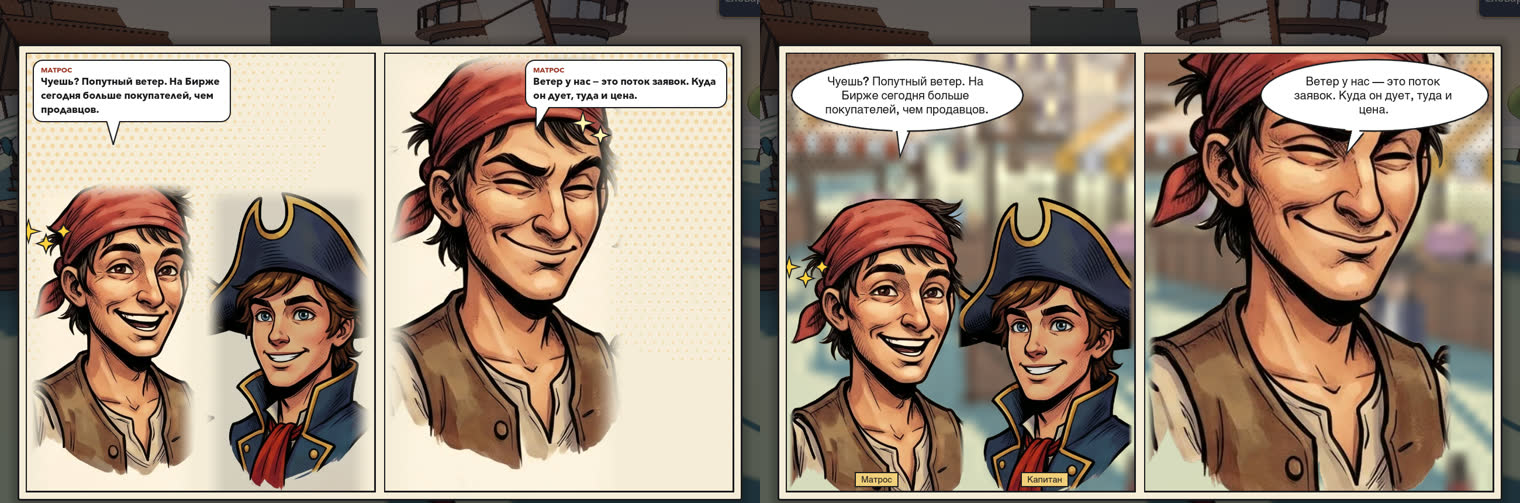 МАТРОС
Чуешь? Попутный ветер. На Бирже
сегодня больше покупателей, чем
продавцов.
МАТРОС
Ветер у нас – это поток заявок. Куда
он дует, туда и цена.
Чуешь? Попутный ветер. На
Бирже сегодня больше
покупателей, чем продавцов.
Матрос
Капитан
Ветер у нас — это поток
заявок. Куда он дует, туда и
цена.